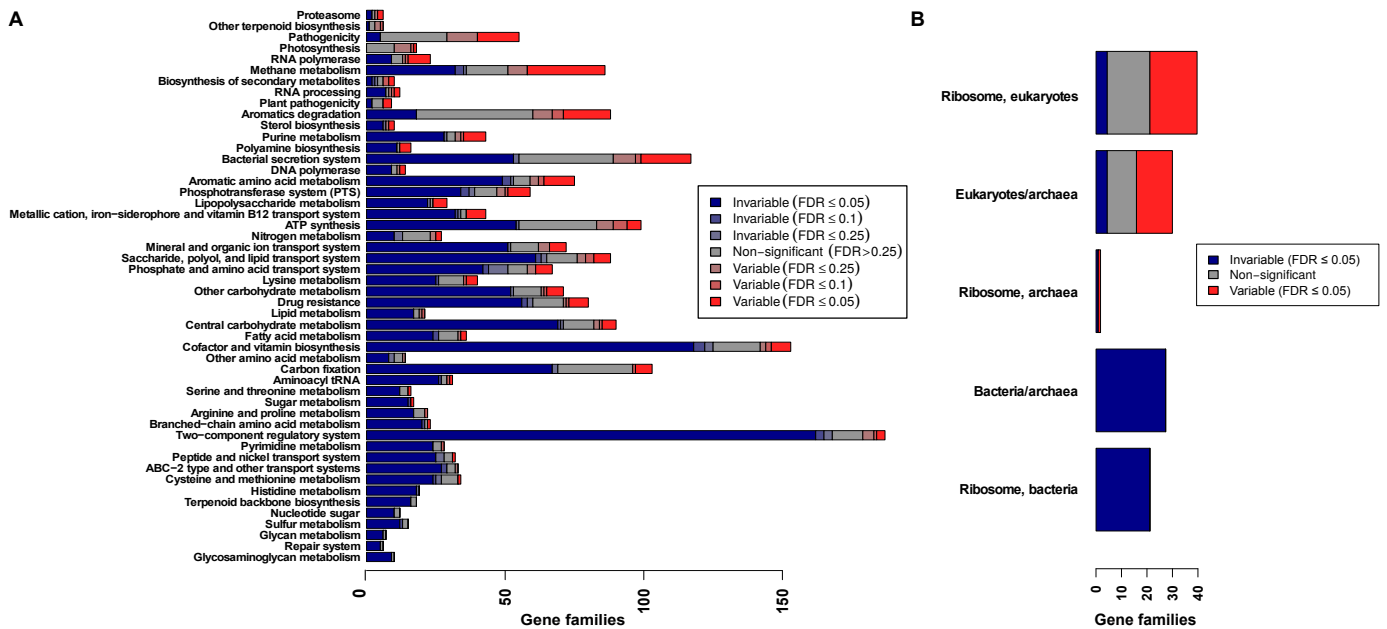 A
Proteasome
Other terpenoid biosynthesis
Pathogenicity
Photosynthesis
RNA polymerase
Methane metabolism
Biosynthesis of secondary metabolites
RNA processing
Plant pathogenicity
Aromatics degradation
Sterol biosynthesis
Purine metabolism
Polyamine biosynthesis
Bacterial secretion system
DNA polymerase
Aromatic amino acid metabolism
Phosphotransferase system (PTS)
Lipopolysaccharide metabolism
Metallic cation, iron−siderophore and vitamin B12 transport system
ATP synthesis
Nitrogen metabolism
Mineral and organic ion transport system
Saccharide, polyol, and lipid transport system
Phosphate and amino acid transport system
Lysine metabolism
Other carbohydrate metabolism
Drug resistance
Lipid metabolism
Central carbohydrate metabolism
Fatty acid metabolism
Cofactor and vitamin biosynthesis
Other amino acid metabolism
Carbon fixation
Aminoacyl tRNA
Serine and threonine metabolism
Sugar metabolism
Arginine and proline metabolism
Branched−chain amino acid metabolism
Two−component regulatory system
Pyrimidine metabolism
Peptide and nickel transport system
ABC−2 type and other transport systems
Cysteine and methionine metabolism
Histidine metabolism
Terpenoid backbone biosynthesis
Nucleotide sugar
Sulfur metabolism
Glycan metabolism
Repair system
Glycosaminoglycan metabolism
0 50 100 150
Gene families
Invariable (FDR ≤ 0.05)
Invariable (FDR ≤ 0.1)
Invariable (FDR ≤ 0.25)
Non−significant (FDR>0.25)
Variable (FDR ≤ 0.25)
Variable (FDR ≤ 0.1)
Variable (FDR ≤ 0.05)
B
Ribosome, eukaryotes
Eukaryotes/archaea
Ribosome, archaea
Bacteria/archaea
Ribosome, bacteria
0 10 20 30 40
Gene families
Invariable (FDR ≤ 0.05)
Non−significant
Variable (FDR ≤ 0.05)